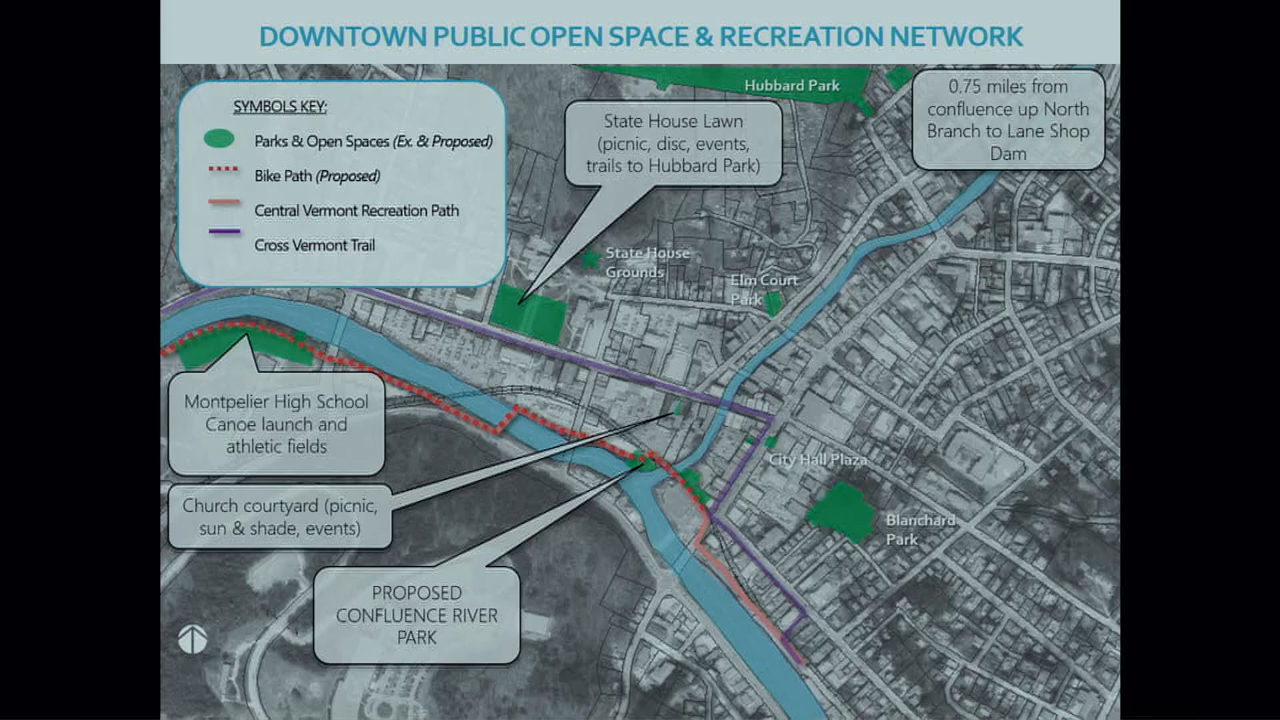 DOWNTOWN PUBLIC OPEN SPACE & RECREATION NETWORK
SYMBOLS KEY:
Parks & Open Spaces (Ex. & Proposed)
Bike Path (Proposed)
Central Vermont Recreation Path
Cross Vermont Trail
Hubbard Park
0.75 miles from
confluence up North
Branch to Lane Shop
Dam
State House Lawn
(picnic, disc, events,
trails to Hubbard Park)
State House
Grounds
Elm Court
Park
Montpelier High School
Canoe launch and
athletic fields
City Hall Plaza
Church courtyard (picnic,
sun & shade, events)
Blanchard
Park
PROPOSED
CONFLUENCE RIVER
PARK